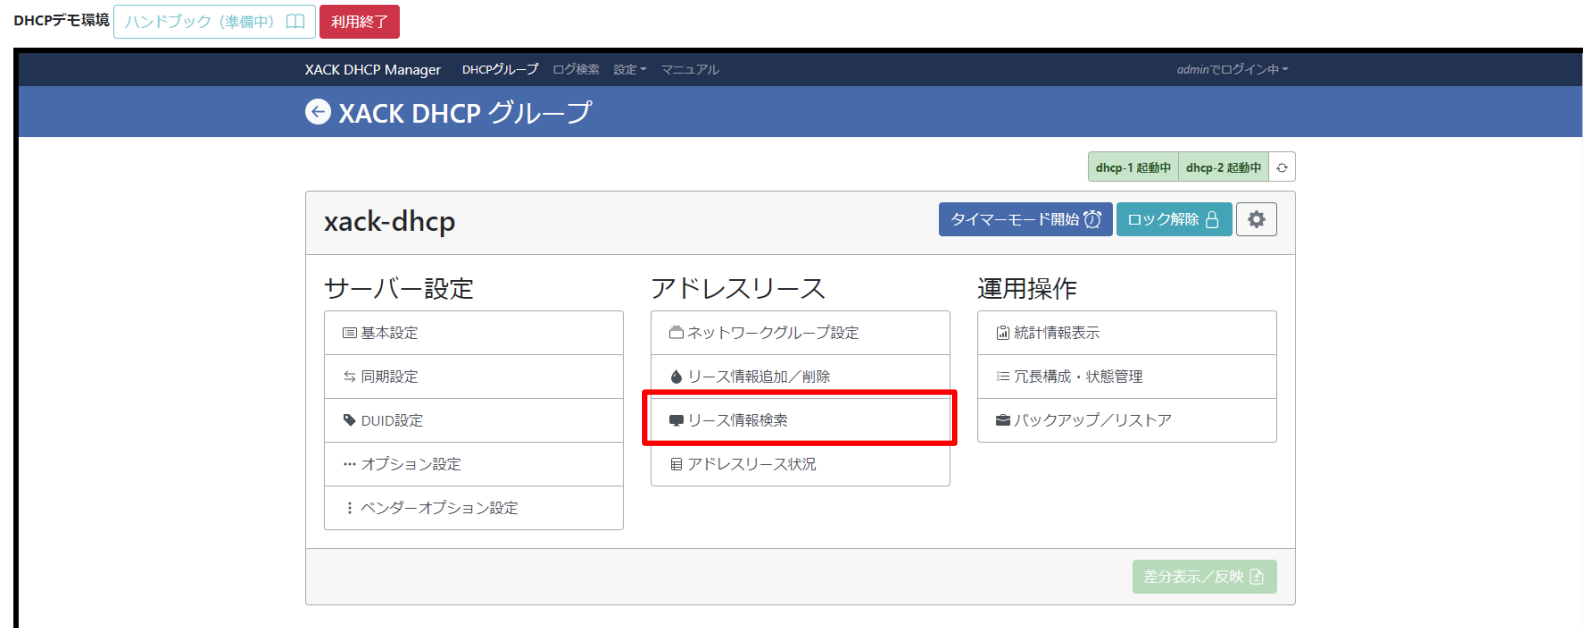 DHCPデモ環境 ハンドブック（準備中） 利用終了
XACK DHCP Manager DHCPグループ ログ検索 設定 マニュアル adminでログイン中
XACK DHCP グループ
dhcp-1 起動中 dhcp-2 起動中
xack-dhcp タイマーモード開始 ロック解除
サーバー設定
基本設定
同期設定
DUID設定
オプション設定
ベンダーオプション設定
アドレスリース
ネットワークグループ設定
リース情報追加／削除
リース情報検索
アドレスリース状況
運用操作
統計情報表示
冗長構成・状態管理
バックアップ／リストア
差分表示／反映